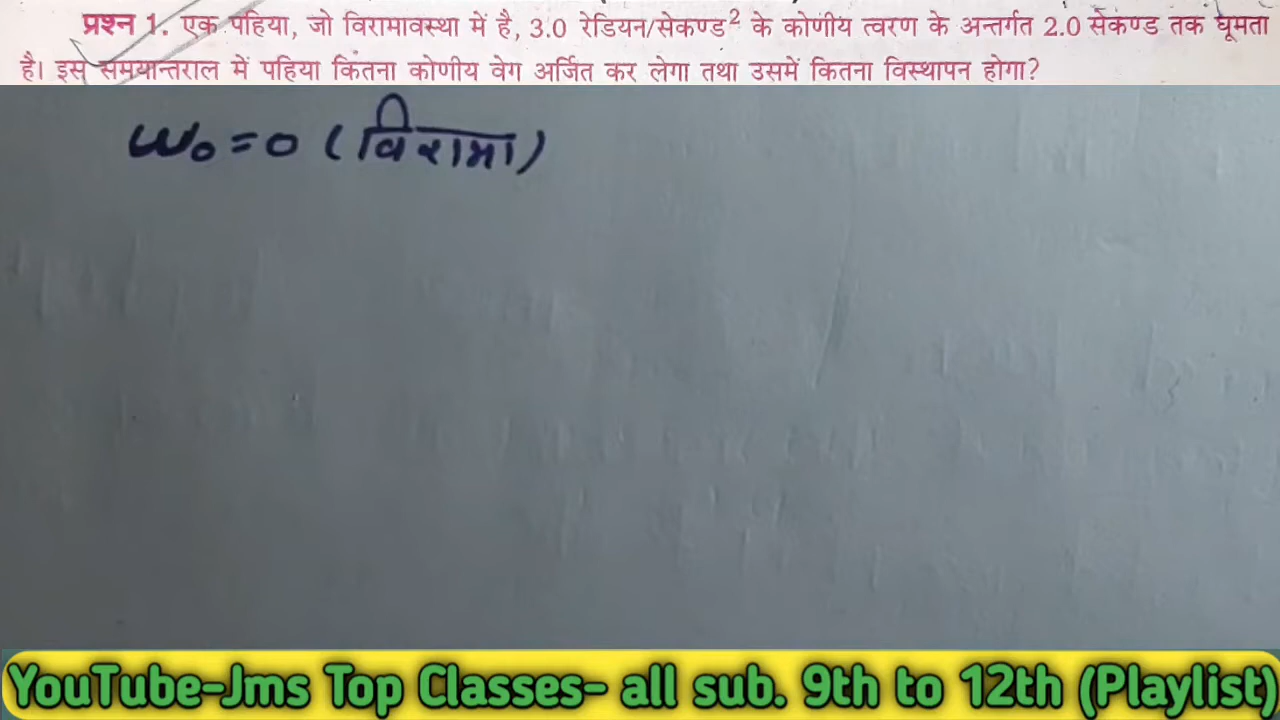 प्रश्न 1. एक पहिया, जो विरामावस्था में है, 3.0 रेडियन/सेकण्ड² के कोणीय त्वरण के अन्तर्गत 2.0 सेकण्ड तक घूमता
है। इस समयान्तराल में पहिया कितना कोणीय वेग अर्जित कर लेगा तथा उसमें कितना विस्थापन होगा?
ω₀ = 0 (विरामा)
YouTube-Jms Top Classes- all sub. 9th to 12th (Playlist)